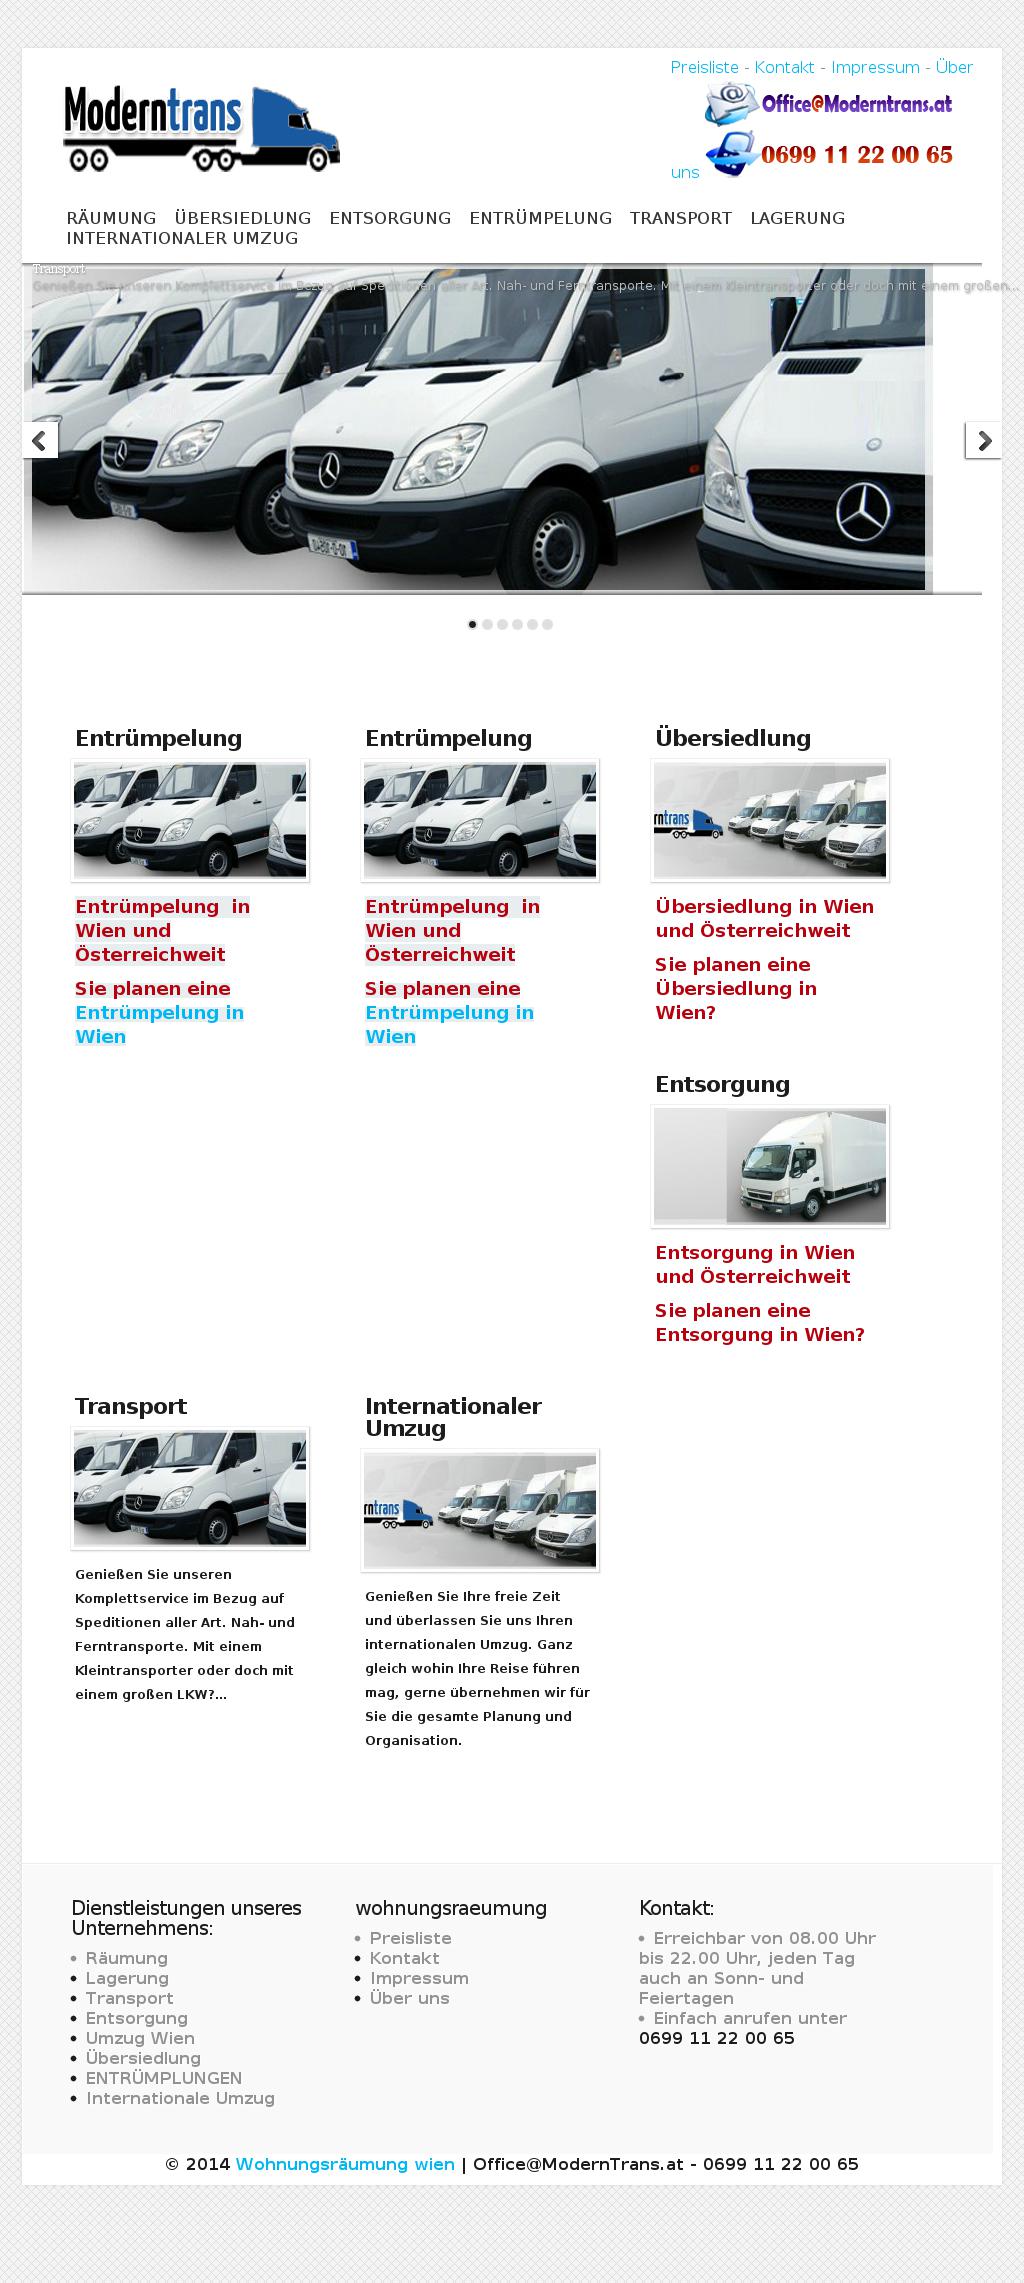 Preisliste - Kontakt - Impressum - Über
Moderntrans
Office@Moderntrans.at
uns 0699 11 22 00 65
RÄUMUNG ÜBERSIEDLUNG ENTSORGUNG ENTRÜMPELUNG TRANSPORT LAGERUNG
INTERNATIONALER UMZUG
Transport
Genießen Sie unseren Komplettservice im Bezug auf Speditionen aller Art. Nah- und Ferntransporte. Mit einem Kleintransporter oder doch mit einem großen...
Entrümpelung
Entrümpelung in
Wien und
Österreichweit
Sie planen eine
Entrümpelung in
Wien
Entrümpelung
Entrümpelung in
Wien und
Österreichweit
Sie planen eine
Entrümpelung in
Wien
Übersiedlung
rntrans
Übersiedlung in Wien
und Österreichweit
Sie planen eine
Übersiedlung in
Wien?
Entsorgung
Entsorgung in Wien
und Österreichweit
Sie planen eine
Entsorgung in Wien?
Transport
Genießen Sie unseren
Komplettservice im Bezug auf
Speditionen aller Art. Nah- und
Ferntransporte. Mit einem
Kleintransporter oder doch mit
einem großen LKW?...
Internationaler
Umzug
rntrans
Genießen Sie Ihre freie Zeit
und überlassen Sie uns Ihren
internationalen Umzug. Ganz
gleich wohin Ihre Reise führen
mag, gerne übernehmen wir für
Sie die gesamte Planung und
Organisation.
Dienstleistungen unseres
Unternehmens:
• Räumung
• Lagerung
• Transport
• Entsorgung
• Umzug Wien
• Übersiedlung
• ENTRÜMPLUNGEN
• Internationale Umzug
wohnungsraeumung
• Preisliste
• Kontakt
• Impressum
• Über uns
Kontakt:
• Erreichbar von 08.00 Uhr
bis 22.00 Uhr, jeden Tag
auch an Sonn- und
Feiertagen
• Einfach anrufen unter
0699 11 22 00 65
© 2014 Wohnungsräumung wien | Office@ModernTrans.at - 0699 11 22 00 65